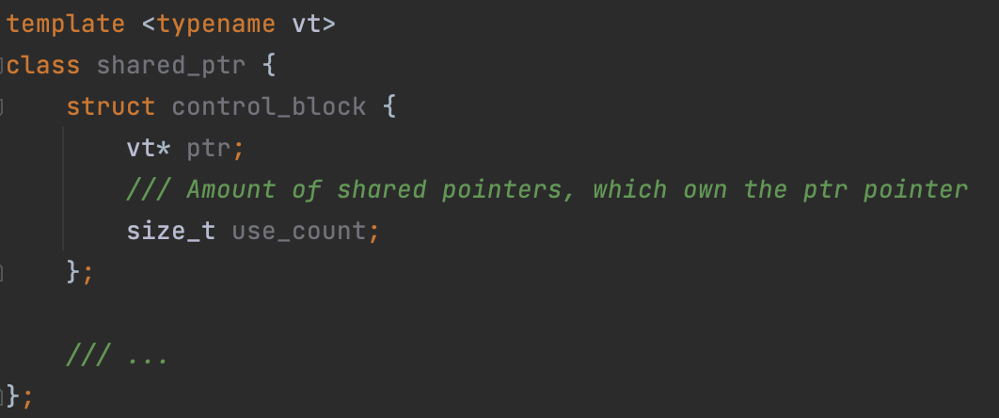 template <typename vt>
class shared_ptr {
struct control_block {
vt* ptr;
/// Amount of shared pointers, which own the ptr pointer
size_t use_count;
};
/// ...
};